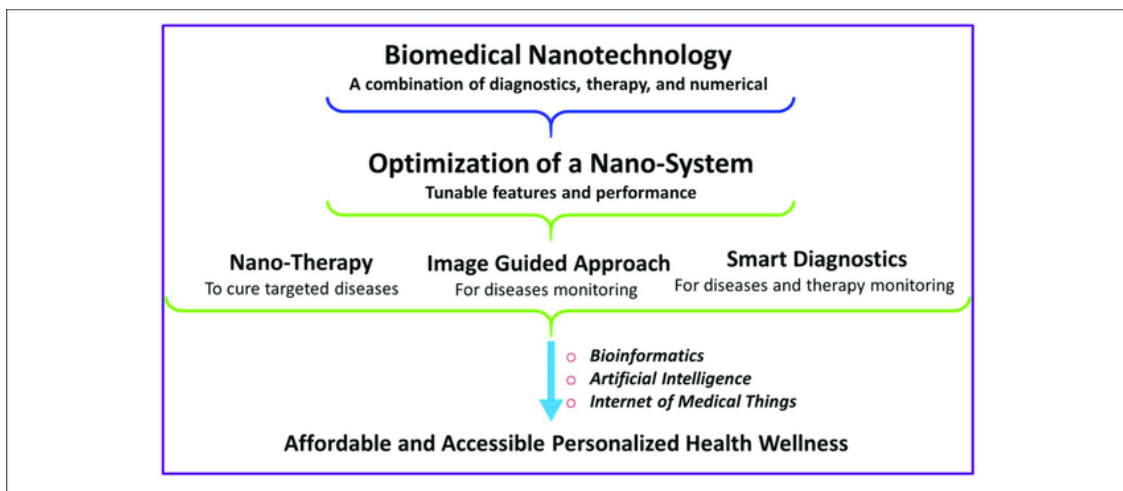 Biomedical Nanotechnology
A combination of diagnostics, therapy, and numerical
Optimization of a Nano-System
Tunable features and performance
Nano-Therapy
To cure targeted diseases
Image Guided Approach
For diseases monitoring
Smart Diagnostics
For diseases and therapy monitoring
Bioinformatics
Artificial Intelligence
Internet of Medical Things
Affordable and Accessible Personalized Health Wellness